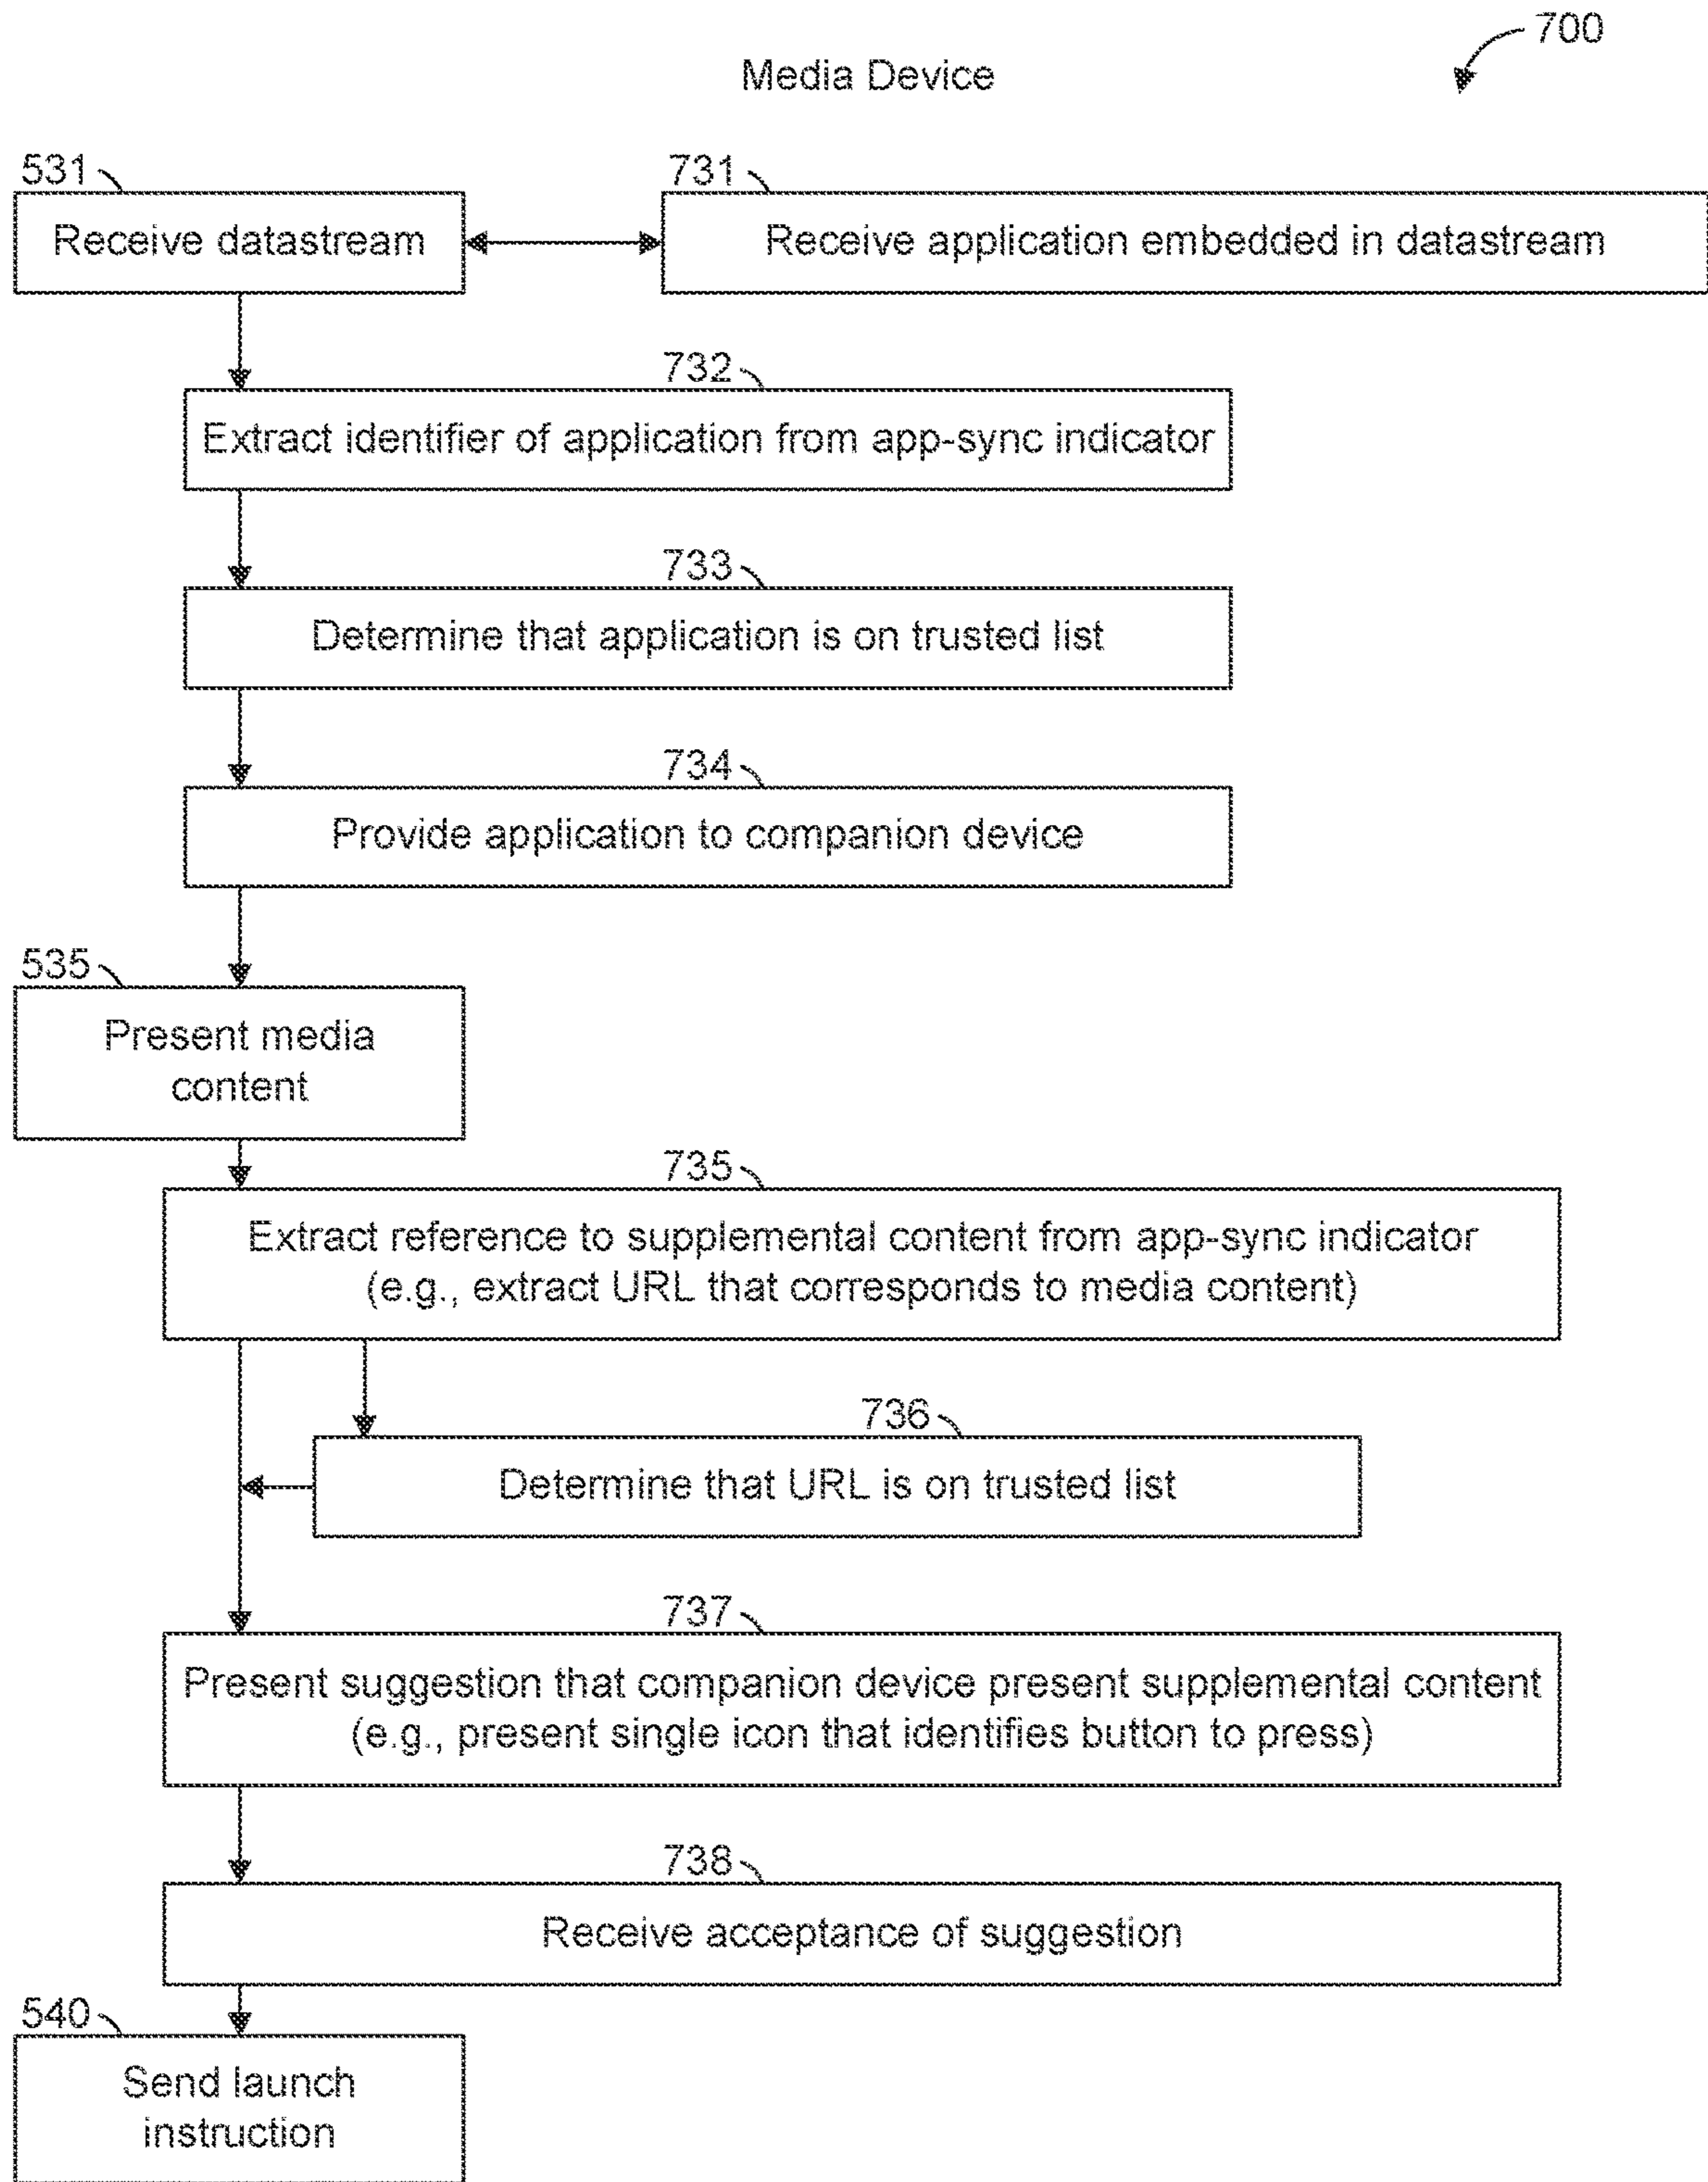 700
Media Device
531
731
Receive datastream
Receive application embedded in datastream
732
Extract identifier of application from app-sync indicator
733
Determine that application is on trusted list
734
Provide application to companion device
535
Present media
content
735
Extract reference to supplemental content from app-sync indicator
(e.g., extract URL that corresponds to media content)
736
Determine that URL is on trusted list
737
Present suggestion that companion device present supplemental content
(e.g., present single icon that identifies button to press)
738
Receive acceptance of suggestion
540
Send launch
instruction